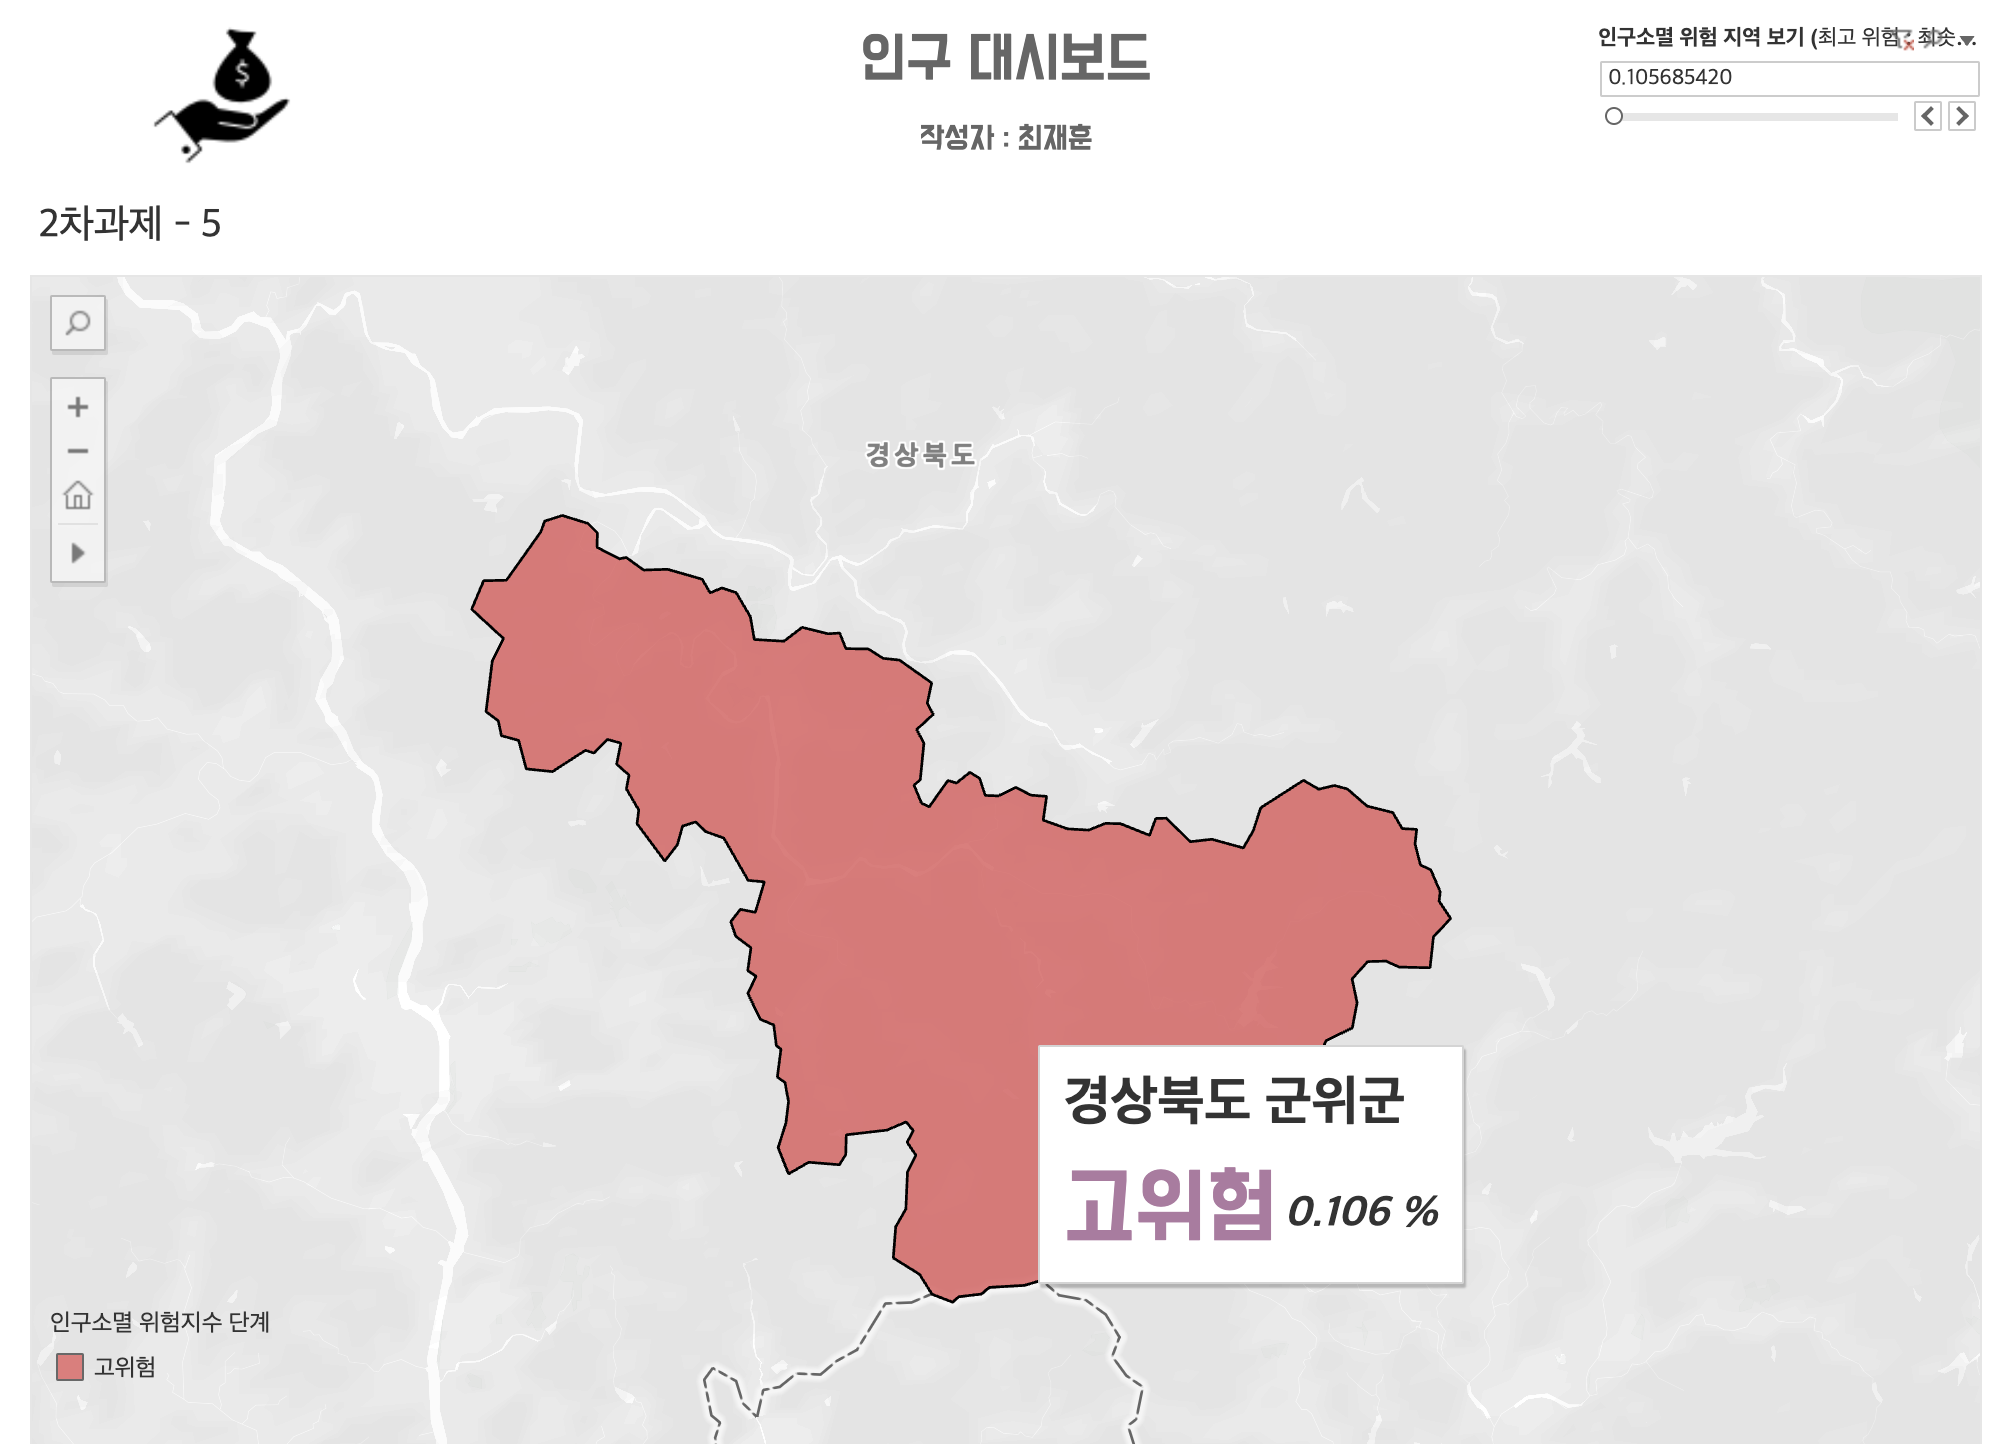 인구 대시보드
작성자 : 최재훈
인구소멸 위험 지역 보기 (최고 위험
0.105685420
2차과제 - 5
경상북도
경상북도 군위군
고위험 0.106 %
인구소멸 위험지수 단계
고위험